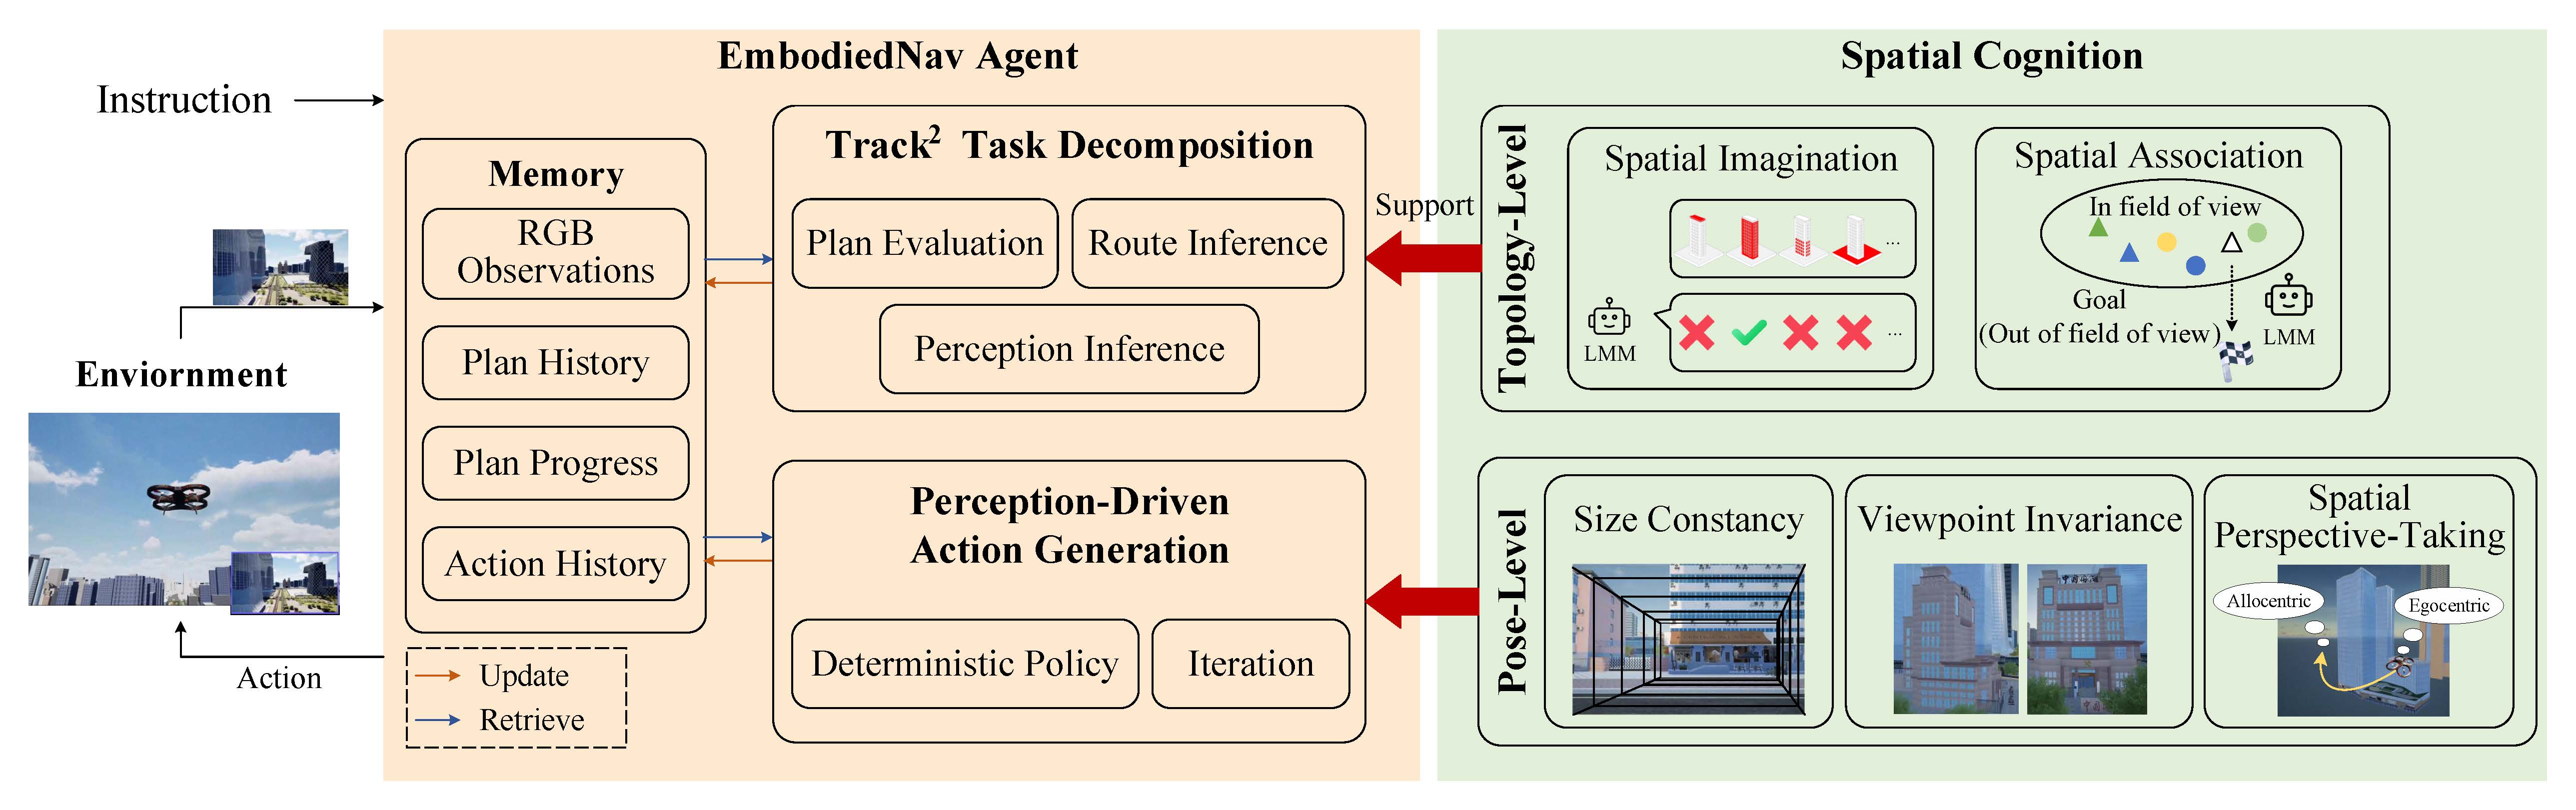 EmbodiedNav Agent
Spatial Cognition
Instruction
Enviornment
Action
Memory
RGB
Observations
Plan History
Plan Progress
Action History
Update
Retrieve
Track² Task Decomposition
Plan Evaluation
Route Inference
Perception Inference
Perception-Driven
Action Generation
Deterministic Policy
Iteration
Support
Topology-Level
Spatial Imagination
...
LMM
...
Spatial Association
In field of view
Goal
(Out of field of view)
LMM
Pose-Level
Size Constancy
Viewpoint Invariance
Spatial
Perspective-Taking
Allocentric
Egocentric